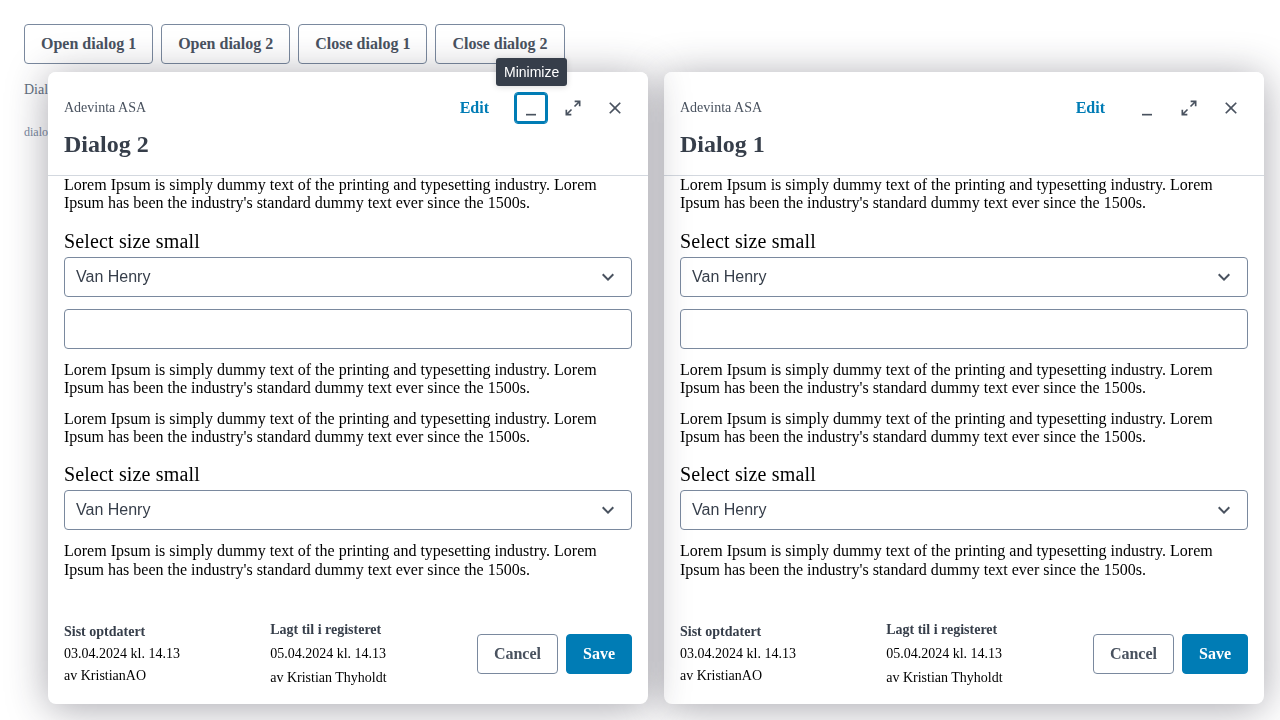 Open dialog 1
Open dialog 2
Close dialog 1
Close dialog 2
Minimize
Adevinta ASA
Edit
Dialog 2
Lorem Ipsum is simply dummy text of the printing and typesetting industry. Lorem
Ipsum has been the industry's standard dummy text ever since the 1500s.
Select size small
Van Henry
Lorem Ipsum is simply dummy text of the printing and typesetting industry. Lorem
Ipsum has been the industry's standard dummy text ever since the 1500s.
Lorem Ipsum is simply dummy text of the printing and typesetting industry. Lorem
Ipsum has been the industry's standard dummy text ever since the 1500s.
Select size small
Van Henry
Lorem Ipsum is simply dummy text of the printing and typesetting industry. Lorem
Ipsum has been the industry's standard dummy text ever since the 1500s.
Sist optdatert
03.04.2024 kl. 14.13
av KristianAO
Lagt til i registeret
05.04.2024 kl. 14.13
av Kristian Thyholdt
Cancel
Save
Adevinta ASA
Edit
Dialog 1
Lorem Ipsum is simply dummy text of the printing and typesetting industry. Lorem
Ipsum has been the industry's standard dummy text ever since the 1500s.
Select size small
Van Henry
Lorem Ipsum is simply dummy text of the printing and typesetting industry. Lorem
Ipsum has been the industry's standard dummy text ever since the 1500s.
Lorem Ipsum is simply dummy text of the printing and typesetting industry. Lorem
Ipsum has been the industry's standard dummy text ever since the 1500s.
Select size small
Van Henry
Lorem Ipsum is simply dummy text of the printing and typesetting industry. Lorem
Ipsum has been the industry's standard dummy text ever since the 1500s.
Sist optdatert
03.04.2024 kl. 14.13
av KristianAO
Lagt til i registeret
05.04.2024 kl. 14.13
av Kristian Thyholdt
Cancel
Save